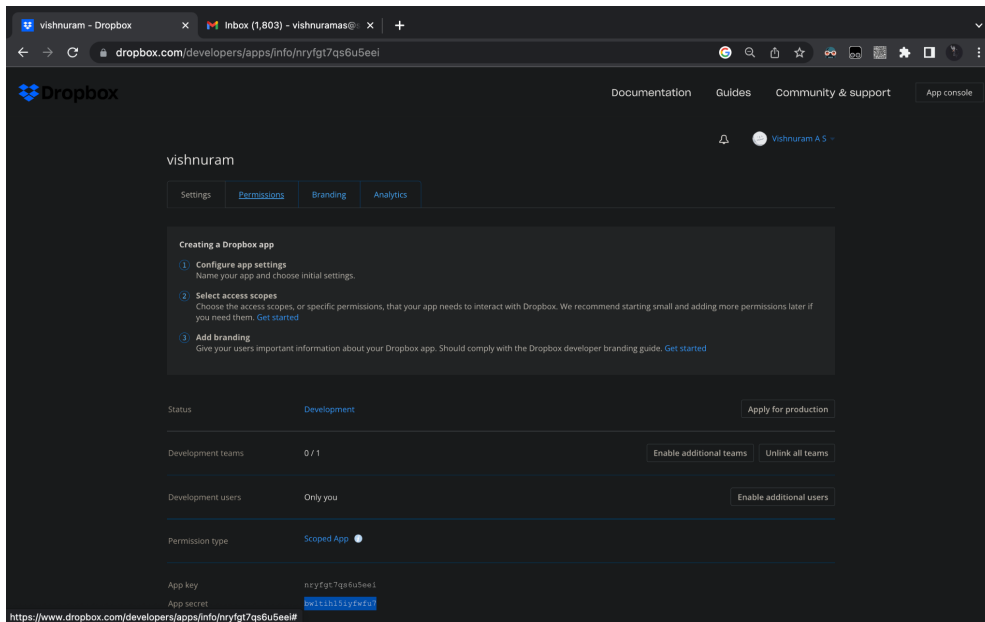 vishnuram - Dropbox
Inbox (1,803) - vishnuramas@
dropbox.com/developers/apps/info/nryfgt7qs6u5eei
Dropbox
Documentation Guides Community & support App console
Vishnuram A S
vishnuram
Settings Permissions Branding Analytics
Creating a Dropbox app
1 Configure app settings
Name your app and choose initial settings.
2 Select access scopes
Choose the access scopes, or specific permissions, that your app needs to interact with Dropbox. We recommend starting small and adding more permissions later if
you need them. Get started
3 Add branding
Give your users important information about your Dropbox app. Should comply with the Dropbox developer branding guide. Get started
Status Development Apply for production
Development teams 0 / 1 Enable additional teams Unlink all teams
Development users Only you Enable additional users
Permission type Scoped App
App key nryfgt7qs6u5eei
App secret
https://www.dropbox.com/developers/apps/info/nryfgt7qs6u5eei#